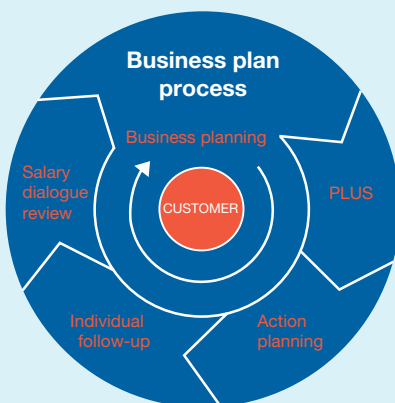 Business plan
process
Business planning
Salary
dialogue
review
PLUS
CUSTOMER
Individual
follow-up
Action
planning